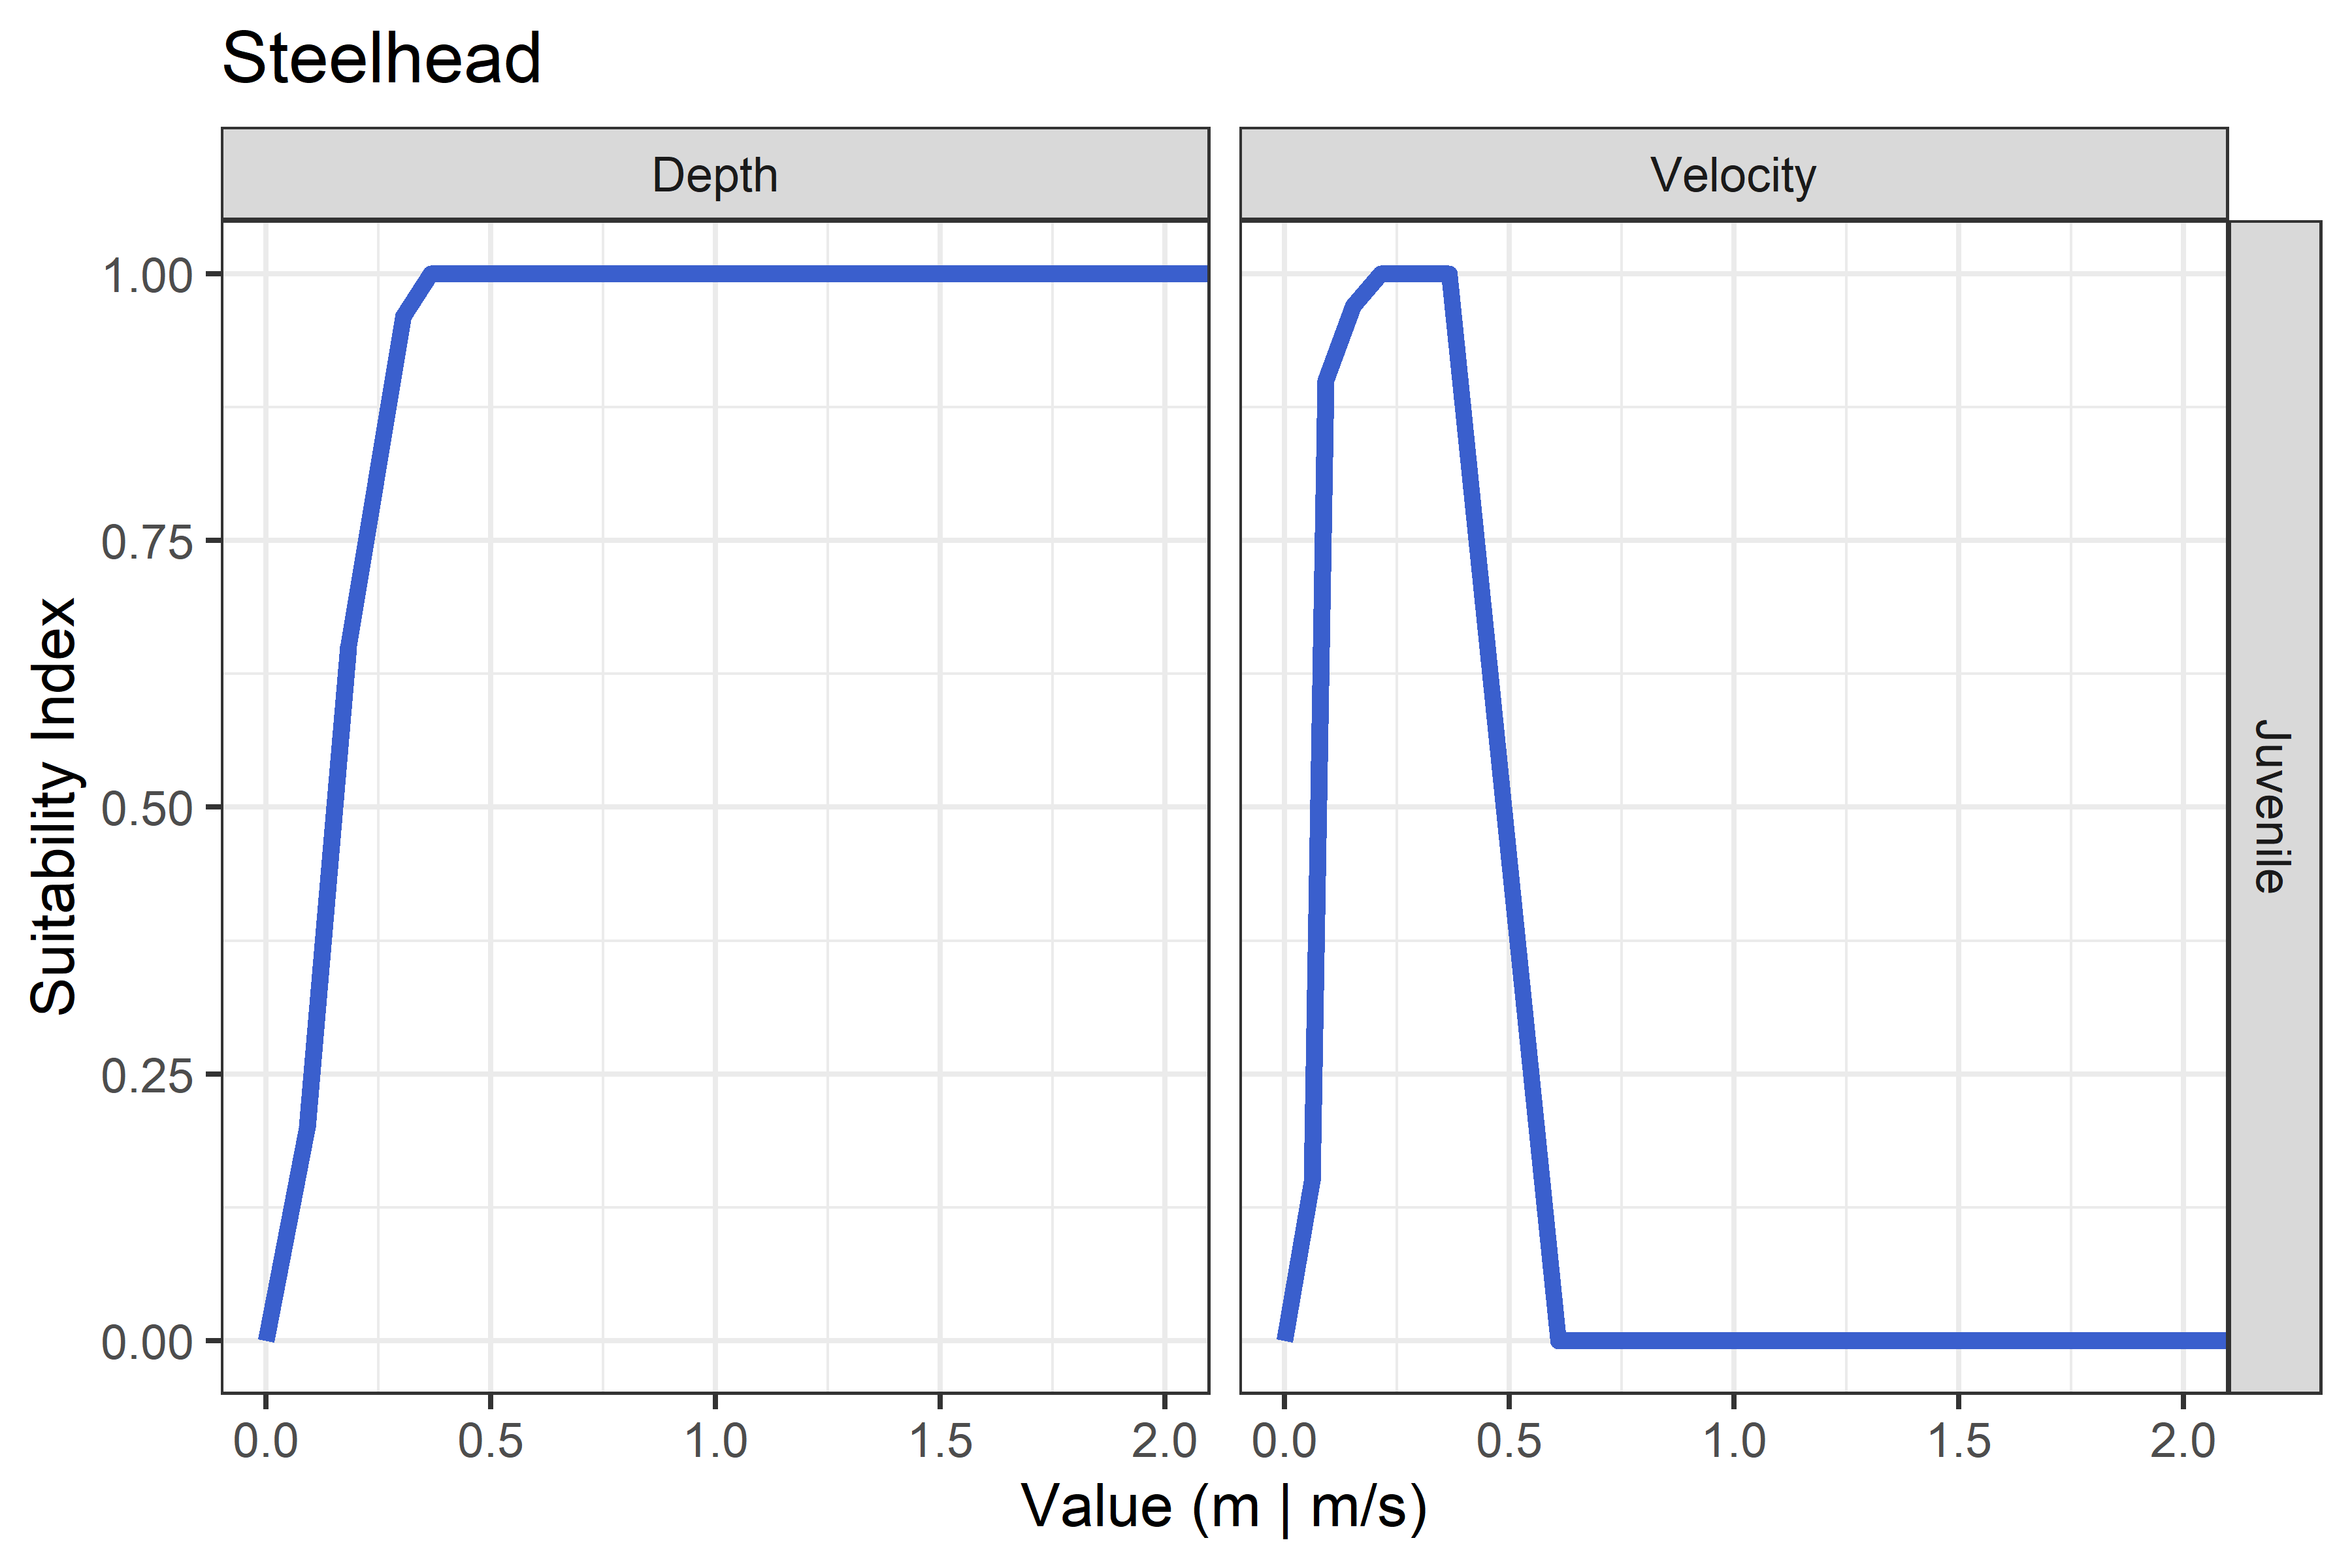 Steelhead
Depth
Velocity
Suitability Index
1.00
0.75
0.50
0.25
0.00
Juvenile
0.0 0.5 1.0 1.5 2.0
0.0 0.5 1.0 1.5 2.0
Value (m | m/s)